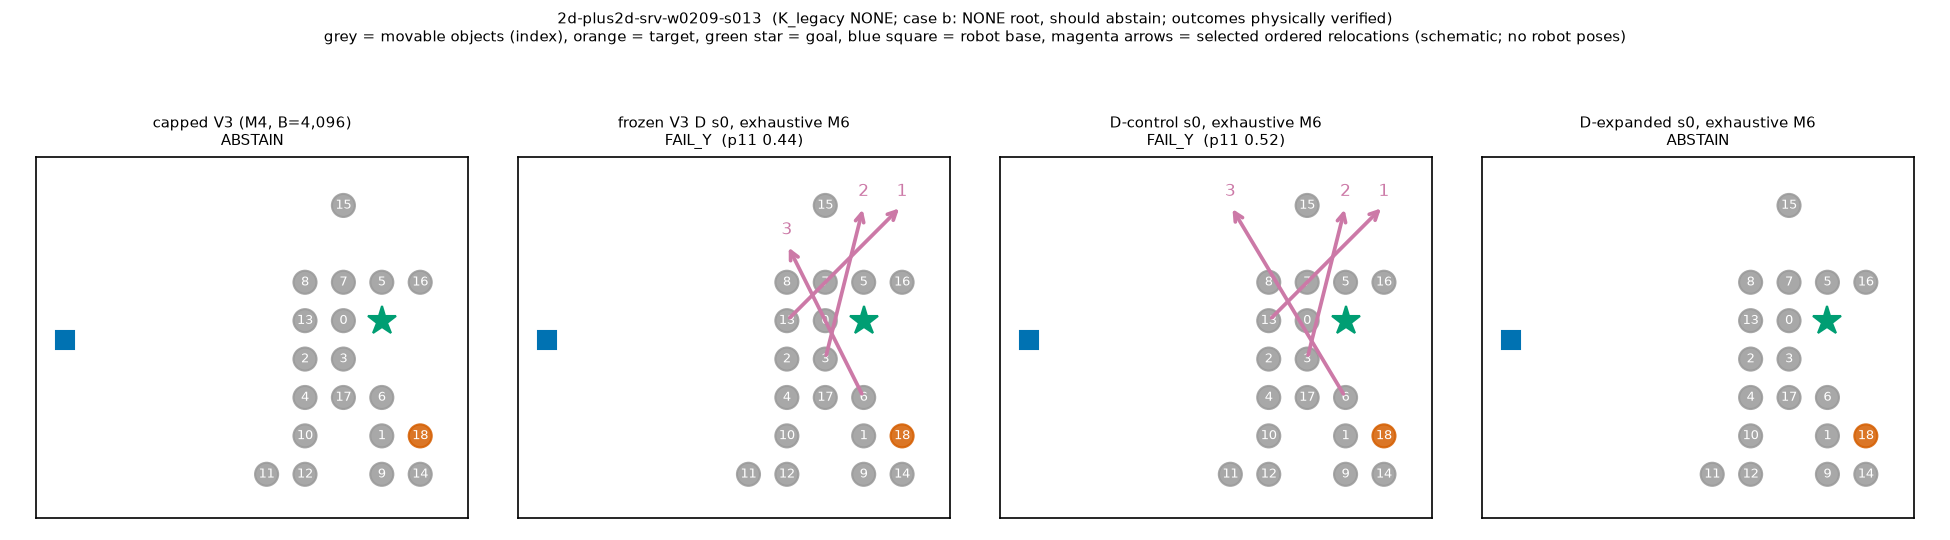 2d-plus2d-srv-w0209-s013  (K_legacy NONE; case b: NONE root, should abstain; outcomes physically verified)
grey = movable objects (index), orange = target, green star = goal, blue square = robot base, magenta arrows = selected ordered relocations (schematic; no robot poses)
capped V3 (M4, B=4,096)
ABSTAIN
15
8 7 5 16
13 0
2 3
4 17 6
10 1 18
11 12 9 14
frozen V3 D s0, exhaustive M6
FAIL_Y  (p11 0.44)
2 1
15
3
8 5 16
13
2 3
4 17 6
10 1 18
11 12 9 14
D-control s0, exhaustive M6
FAIL_Y  (p11 0.52)
3 2 1
15
8 5 16
13 0
2 3
4 17 6
10 1 18
11 12 9 14
D-expanded s0, exhaustive M6
ABSTAIN
15
8 7 5 16
13 0
2 3
4 17 6
10 1 18
11 12 9 14